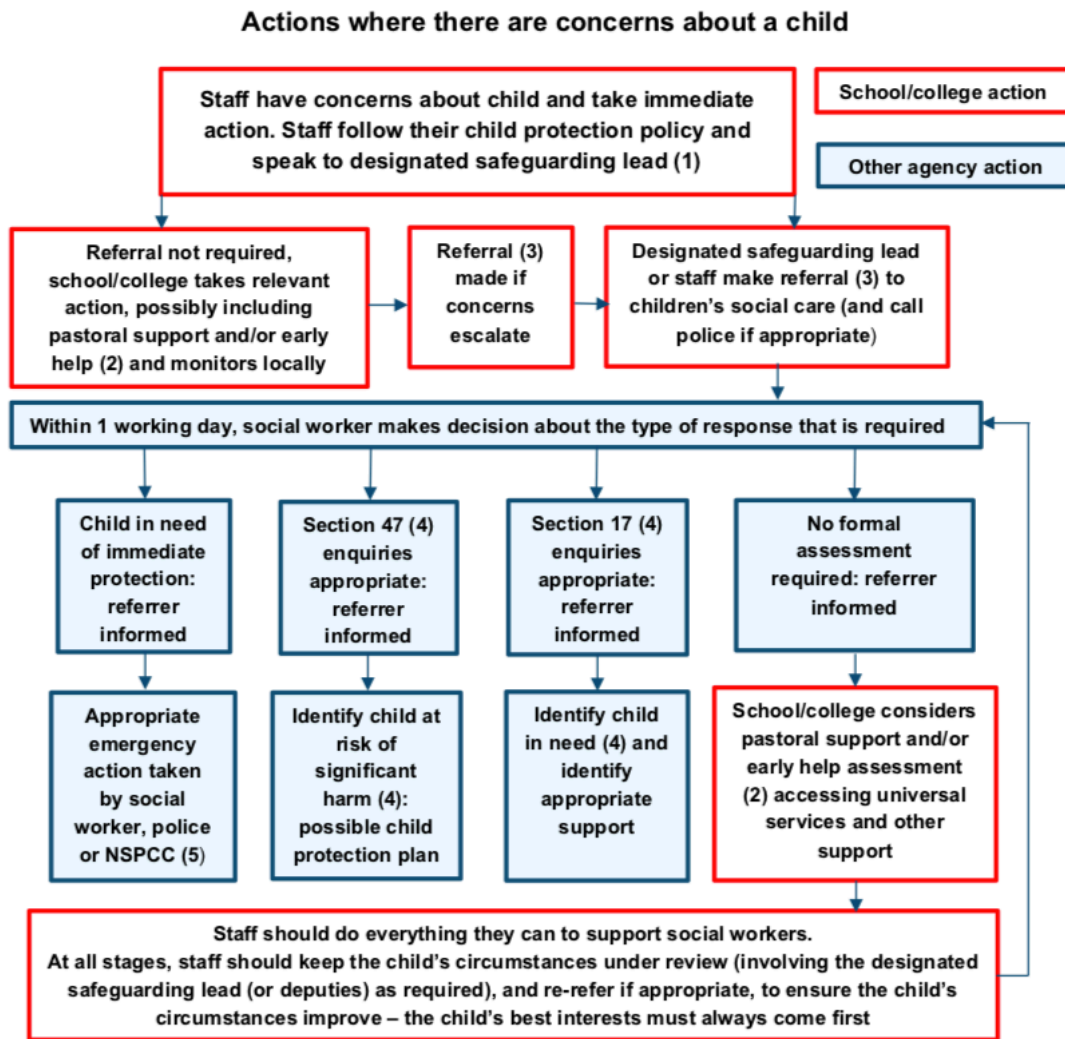 Actions where there are concerns about a child
Staff have concerns about child and take immediate
action. Staff follow their child protection policy and
speak to designated safeguarding lead (1)
School/college action
Other agency action
Referral not required,
school/college takes relevant
action, possibly including
pastoral support and/or early
help (2) and monitors locally
Referral (3)
made if
concerns
escalate
Designated safeguarding lead
or staff make referral (3) to
children’s social care (and call
police if appropriate)
Within 1 working day, social worker makes decision about the type of response that is required
Child in need
of immediate
protection:
referrer
informed
Section 47 (4)
enquiries
appropriate:
referrer
informed
Section 17 (4)
enquiries
appropriate:
referrer
informed
No formal
assessment
required: referrer
informed
Appropriate
emergency
action taken
by social
worker, police
or NSPCC (5)
Identify child at
risk of
significant
harm (4):
possible child
protection plan
Identify child
in need (4) and
identify
appropriate
support
School/college considers
pastoral support and/or
early help assessment
(2) accessing universal
services and other
support
Staff should do everything they can to support social workers.
At all stages, staff should keep the child’s circumstances under review (involving the designated
safeguarding lead (or deputies) as required), and re-refer if appropriate, to ensure the child’s
circumstances improve – the child’s best interests must always come first